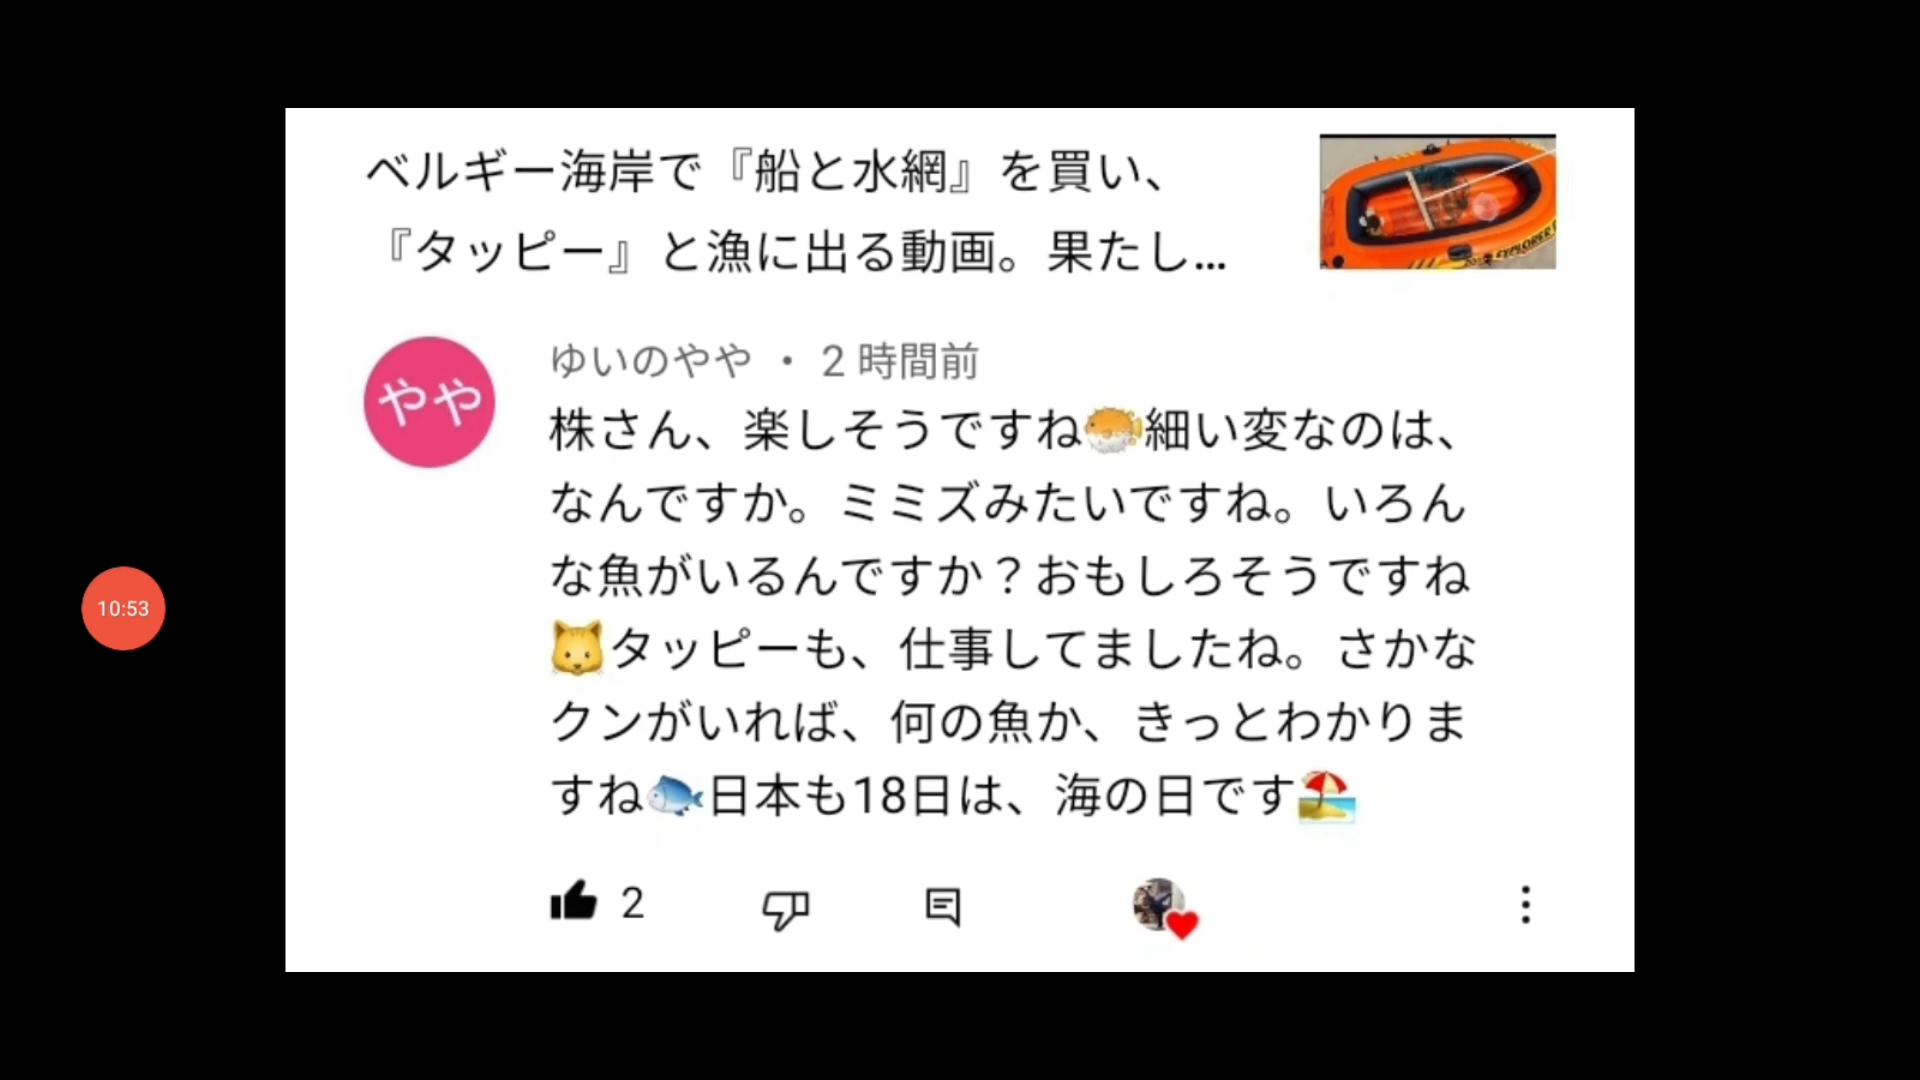 ベルギー海岸で『船と水網』を買い、
『タッピー』と漁に出る動画。果たし...
EXPLORER
やや
ゆいのやや ・ 2 時間前
株さん、楽しそうですね🐡細い変なのは、
なんですか。ミミズみたいですね。いろん
な魚がいるんですか？おもしろそうですね
🐱タッピーも、仕事してましたね。さかな
クンがいれば、何の魚か、きっとわかりま
すね🐟日本も18日は、海の日です🏖
10:53
2